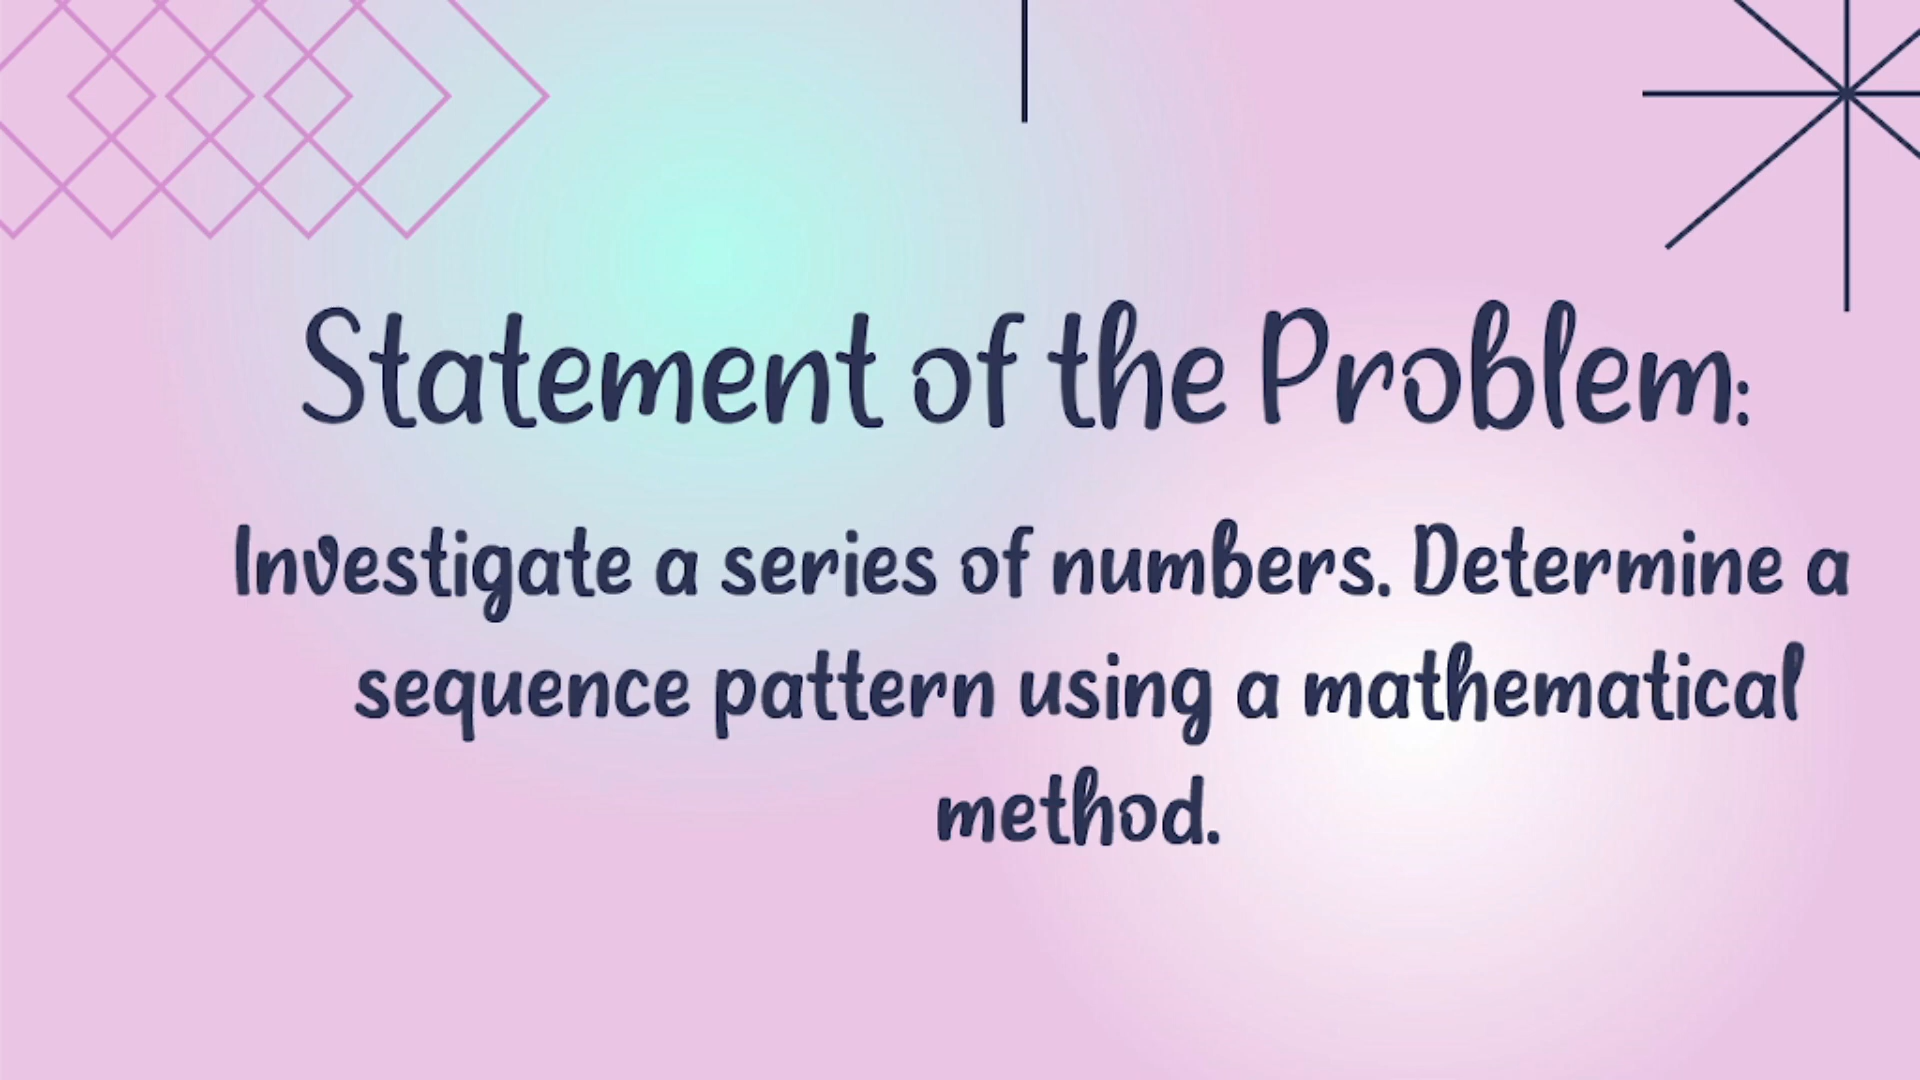 Statement of the Problem:
Investigate a series of numbers. Determine a
sequence pattern using a mathematical
method.